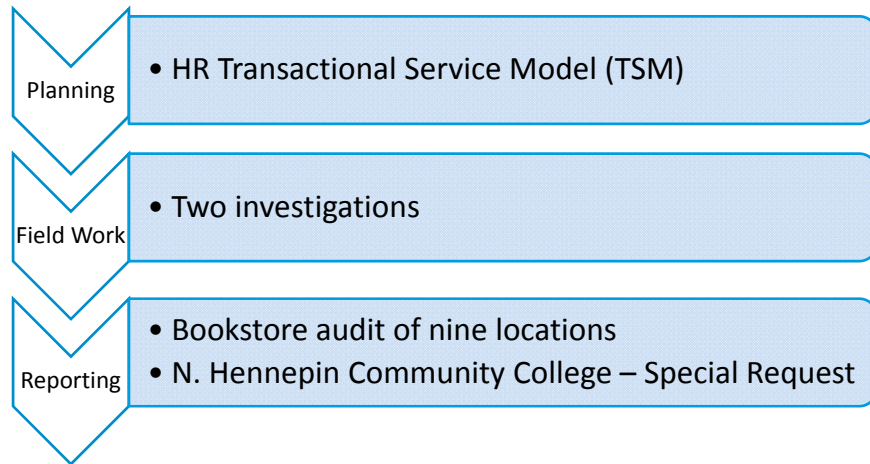 Planning
• HR Transactional Service Model (TSM)
Field Work
• Two investigations
Reporting
• Bookstore audit of nine locations
• N. Hennepin Community College – Special Request